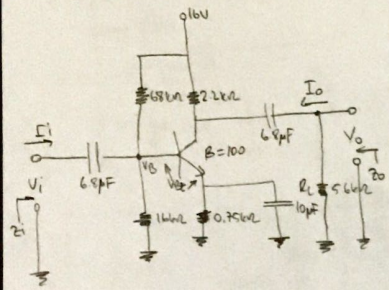 16V
68kΩ
2.2kΩ
Io
Ii
6.8µF
Vo
B=100
VB
VBE
Vi
6.8µF
Zo
RL
5.6kΩ
10µF
Zi
16kΩ
0.75kΩ